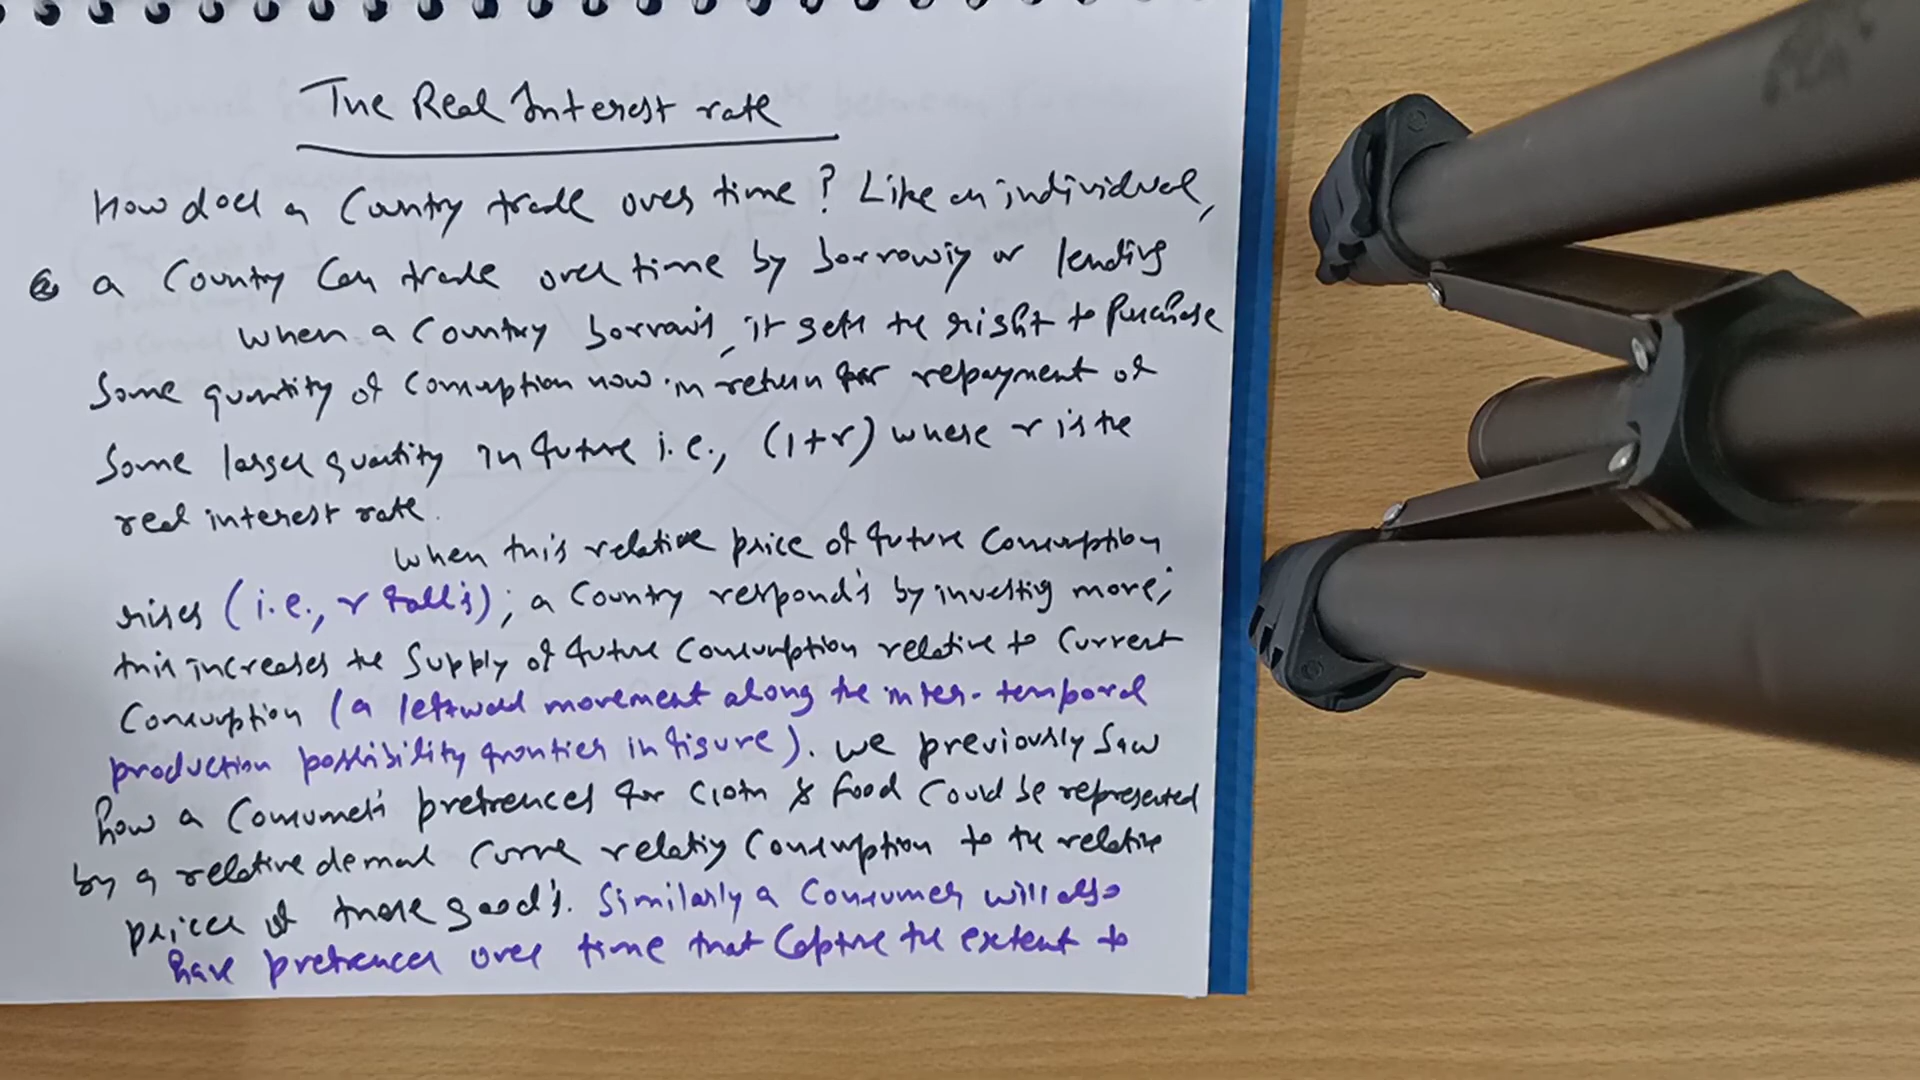 The Real Interest rate
How does a Country trade over time? Like an individual,
a Country Can trade over time by borrowing or lending
when a Country borrows, it gets the right to Purchase
Some quantity of Consumption now in return for repayment of
Some larger quantity in future i.e., (1+r) where r is the
real interest rate.
when this relative price of future Consumption
rises (i.e., r falls); a Country responds by investing more;
this increases the Supply of future Consumption relative to Current
Consumption (a leftward movement along the inter-temporal
production possibility frontier in figure). we previously Saw
how a Consumer's prefrences for Cloth & food Could be represented
by a relative demand Curve relating Consumption to the relative
prices of those goods. Similarly a Consumer will also
have prefrences over time that Capture the extent to